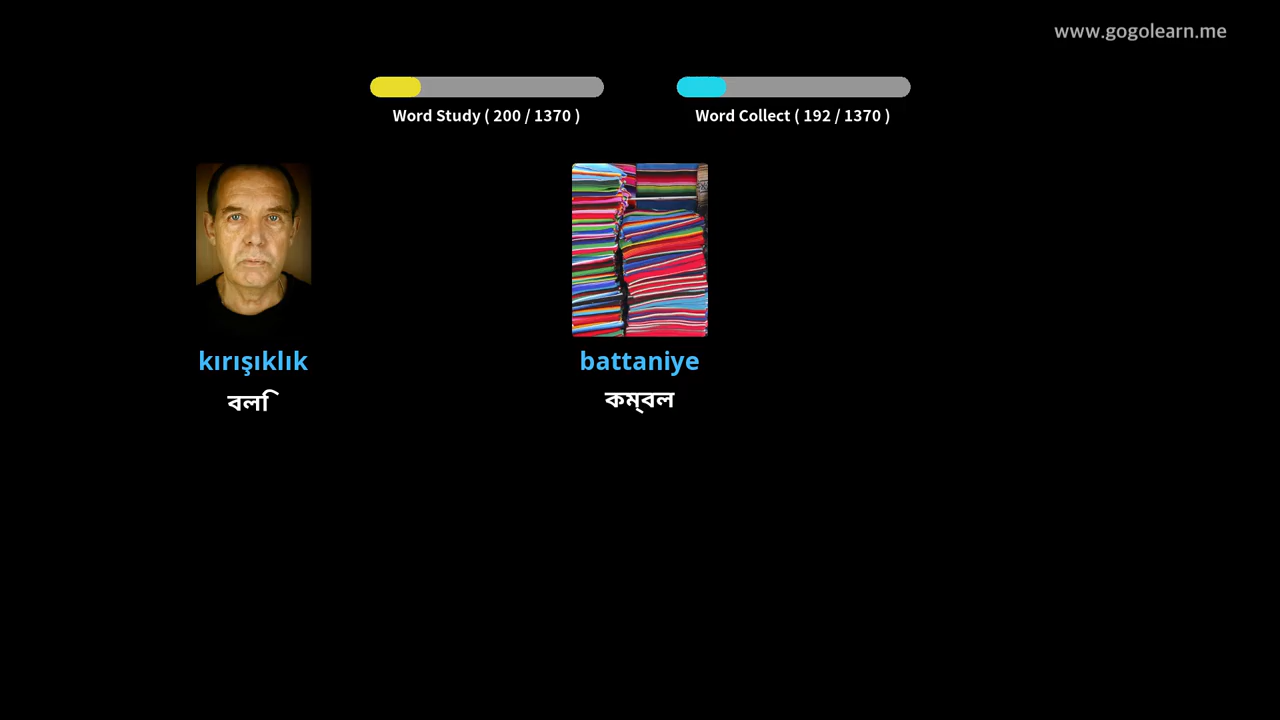 www.gogolearn.me
Word Study ( 200 / 1370 )
Word Collect ( 192 / 1370 )
kırışıklık
battaniye
বলি
কম্বল